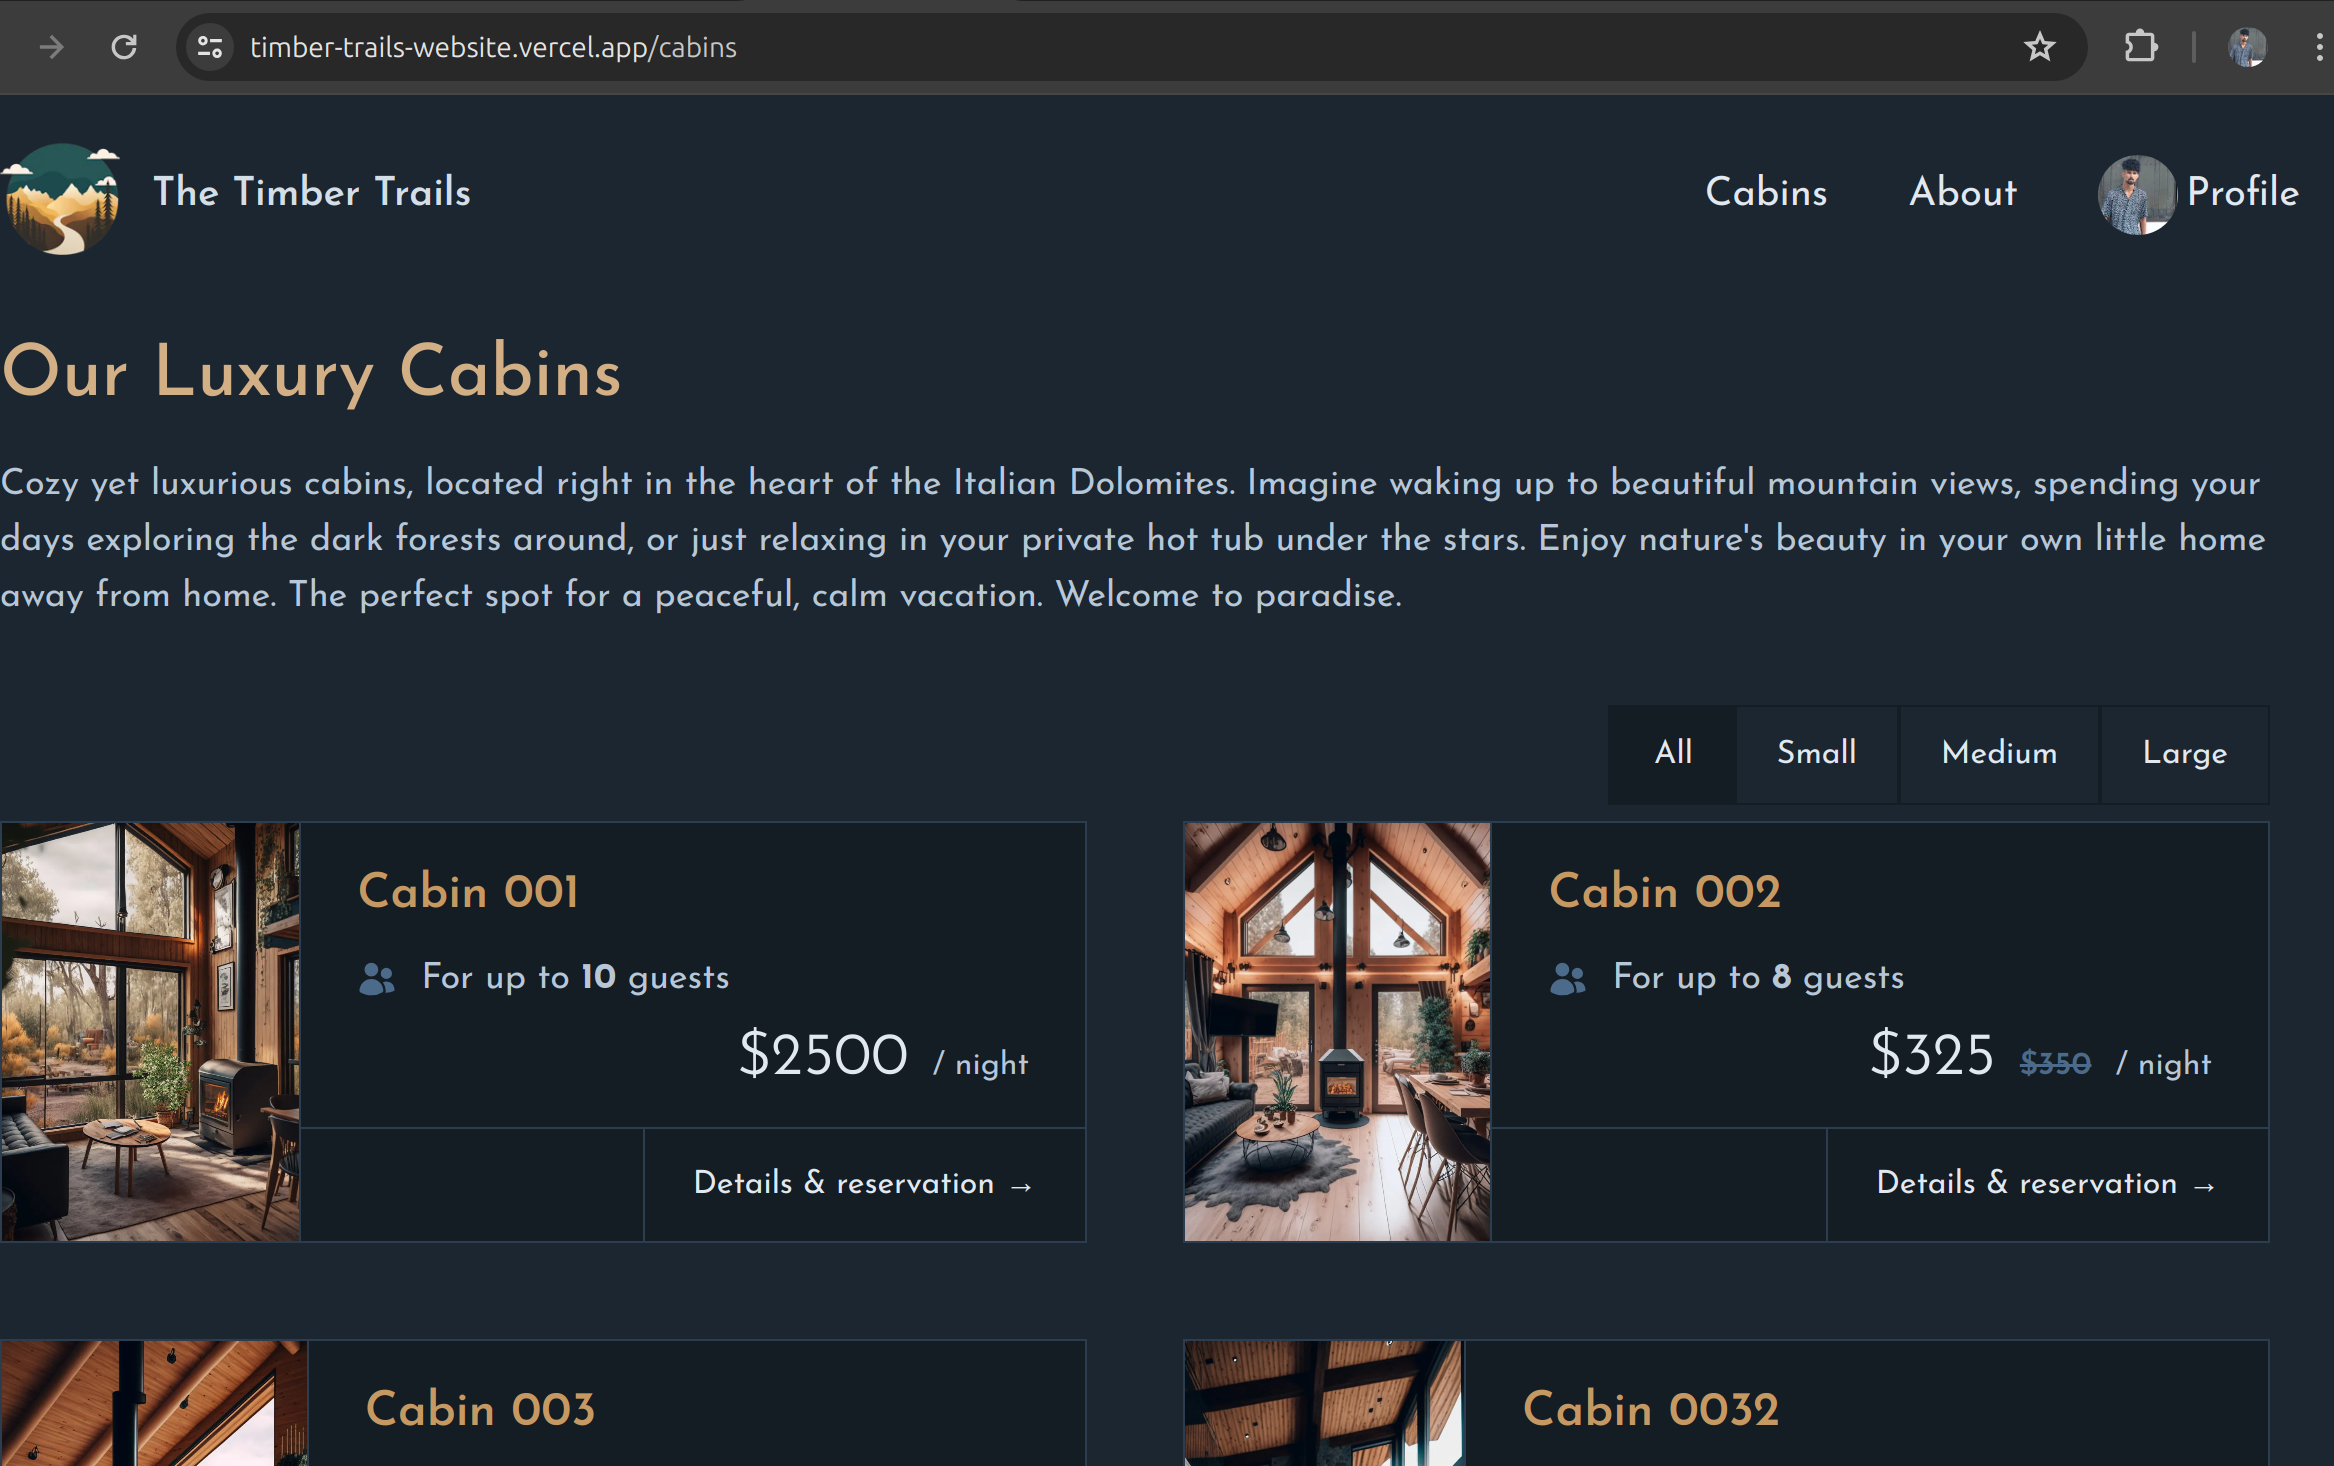 timber-trails-website.vercel.app/cabins
The Timber Trails
Cabins
About
Profile
Our Luxury Cabins
Cozy yet luxurious cabins, located right in the heart of the Italian Dolomites. Imagine waking up to beautiful mountain views, spending your
days exploring the dark forests around, or just relaxing in your private hot tub under the stars. Enjoy nature's beauty in your own little home
away from home. The perfect spot for a peaceful, calm vacation. Welcome to paradise.
All
Small
Medium
Large
Cabin 001
For up to 10 guests
$2500 / night
Details & reservation →
Cabin 002
For up to 8 guests
$325 $350 / night
Details & reservation →
Cabin 003
Cabin 0032